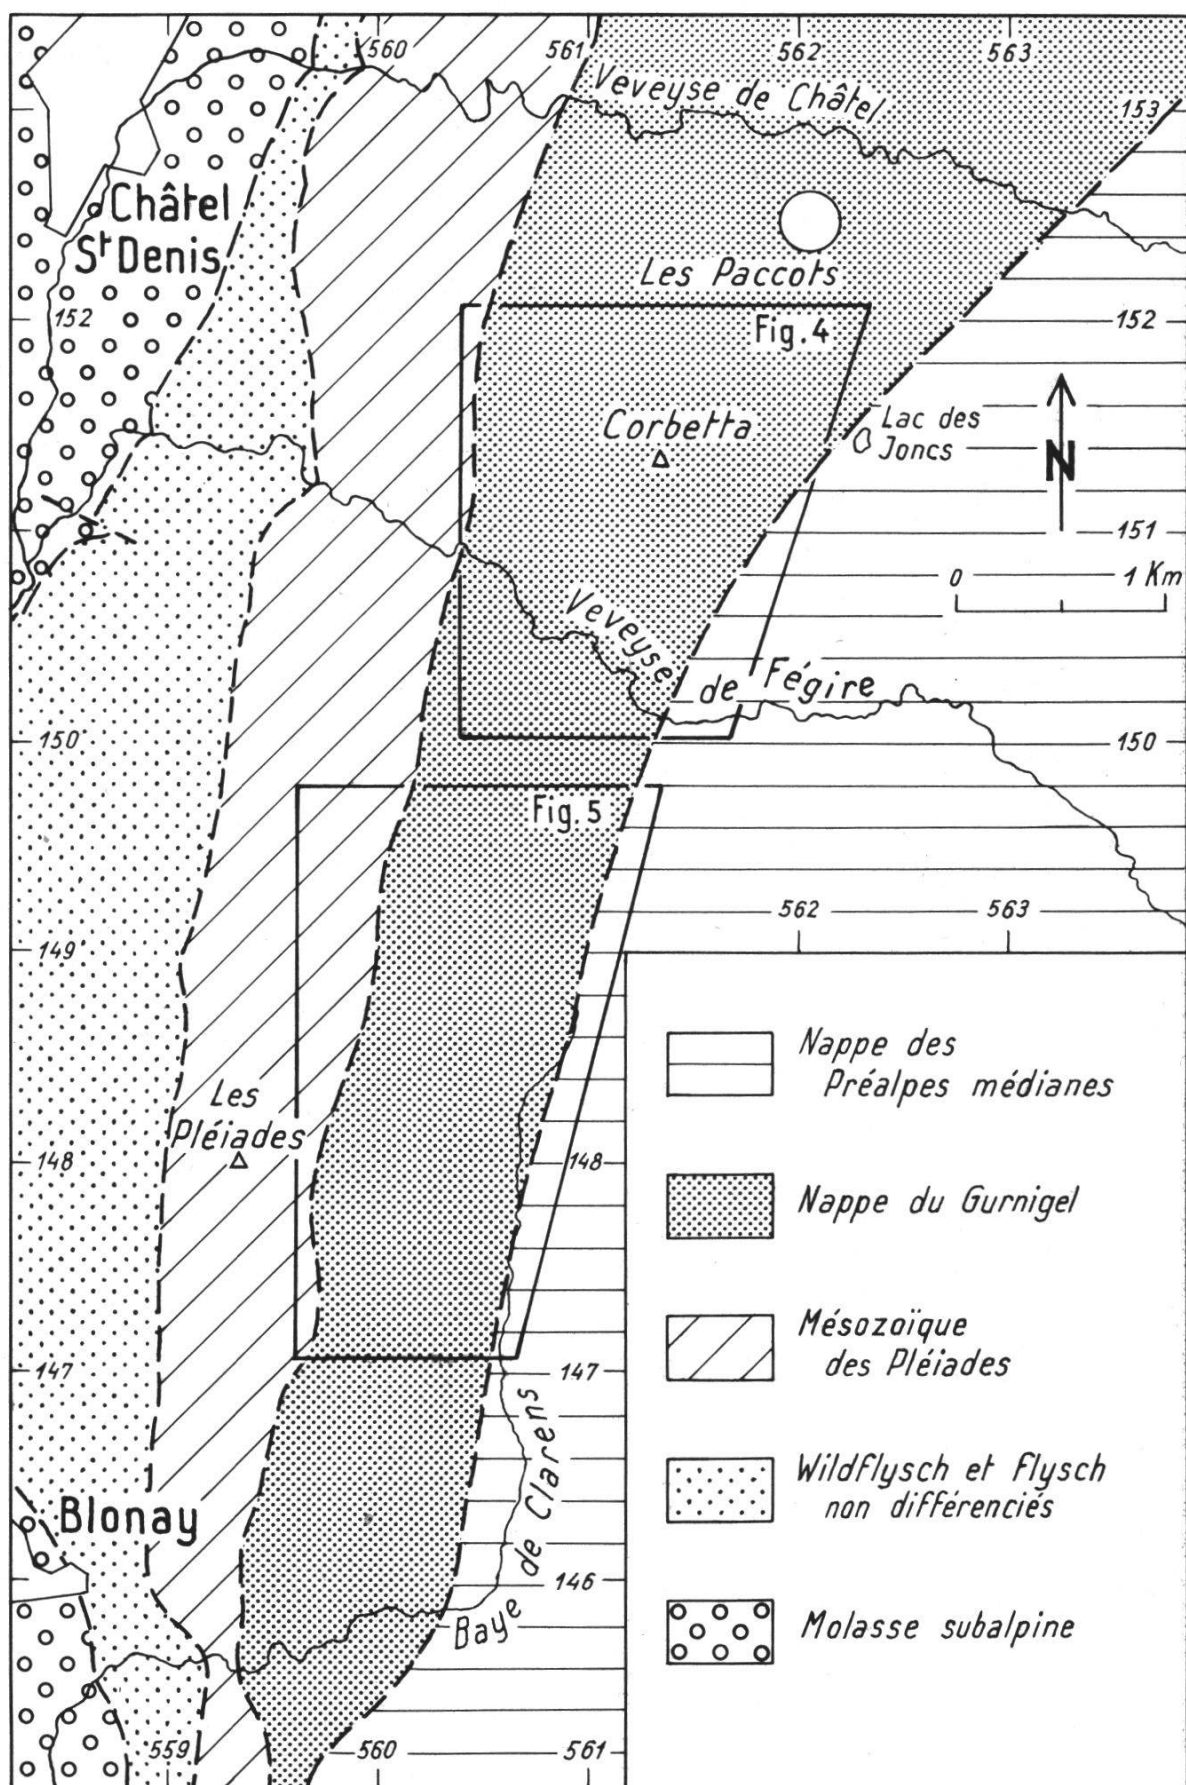 560
561
562
563
Veveyse de Châtel
153
Châtel
Sᵗ Denis
Les Paccots
152
Fig. 4
152
Corbetta
Lac des
Joncs
N
151
0 1 Km
Veveyse de Fégire
150
150
Fig. 5
562
563
149
Les
Pléiades
148
148
147
147
Blonay
146
Baye de Clarens
559
560
561
Nappe des
Préalpes médianes
Nappe du Gurnigel
Mésozoïque
des Pléiades
Wildflysch et Flysch
non différenciés
Molasse subalpine